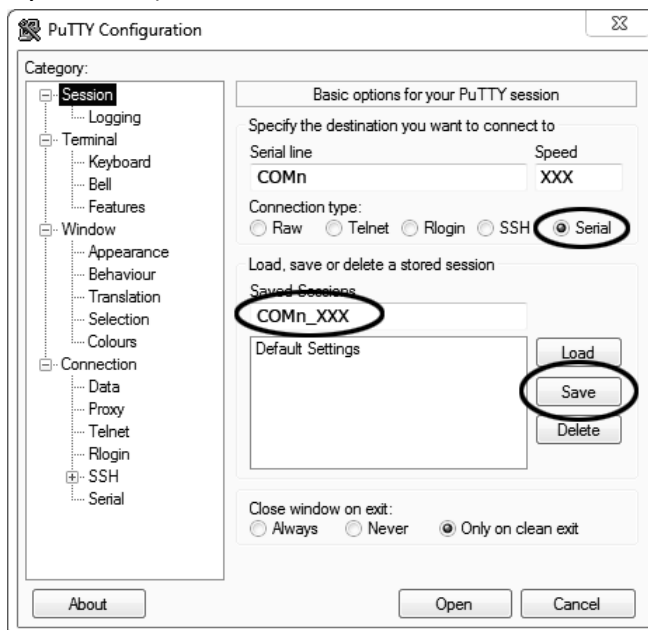 PuTTY Configuration
Category:
Session
Logging
Terminal
Keyboard
Bell
Features
Window
Appearance
Behaviour
Translation
Selection
Colours
Connection
Data
Proxy
Telnet
Rlogin
SSH
Serial
Basic options for your PuTTY session
Specify the destination you want to connect to
Serial line Speed
COMn XXX
Connection type:
Raw Telnet Rlogin SSH Serial
Load, save or delete a stored session
Saved Sessions
COMn_XXX
Default Settings
Load
Save
Delete
Close window on exit:
Always Never Only on clean exit
About Open Cancel